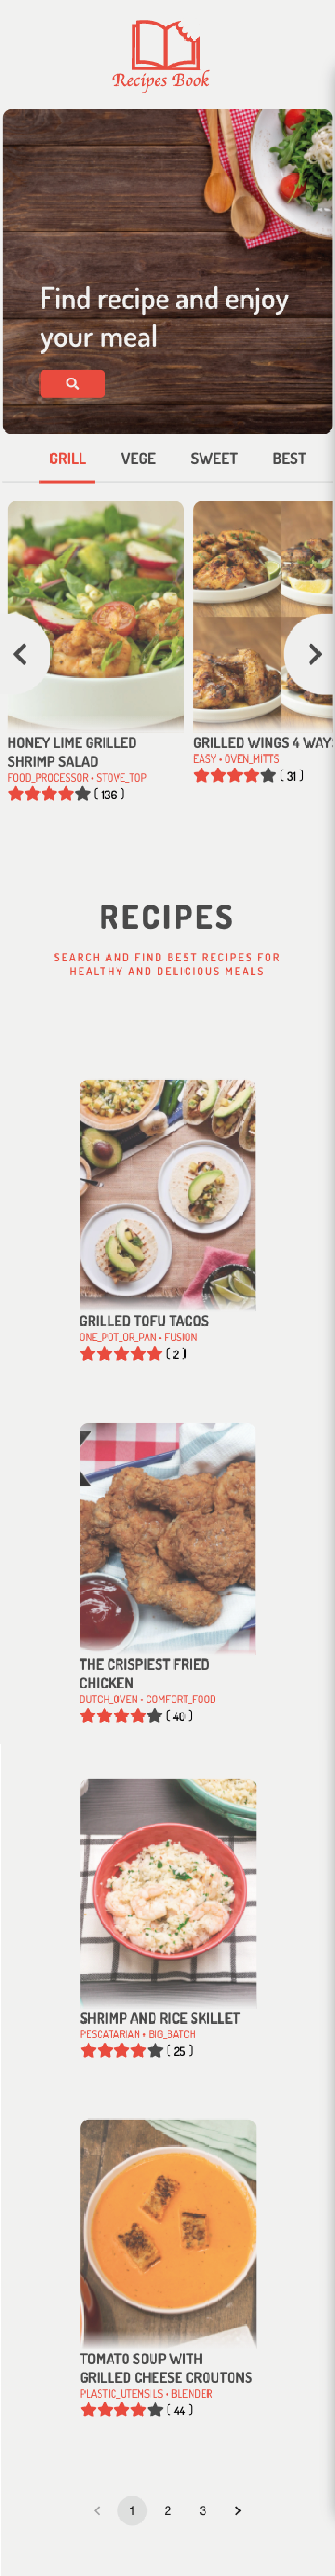 Recipes Book
Find recipe and enjoy
your meal
GRILL VEGE SWEET BEST
HONEY LIME GRILLED
SHRIMP SALAD
FOOD_PROCESSOR • STOVE_TOP
( 136 )
GRILLED WINGS 4 WAY
EASY • OVEN_MITTS
( 31 )
RECIPES
SEARCH AND FIND BEST RECIPES FOR
HEALTHY AND DELICIOUS MEALS
GRILLED TOFU TACOS
ONE_POT_OR_PAN • FUSION
( 2 )
THE CRISPIEST FRIED
CHICKEN
DUTCH_OVEN • COMFORT_FOOD
( 40 )
SHRIMP AND RICE SKILLET
PESCATARIAN • BIG_BATCH
( 25 )
TOMATO SOUP WITH
GRILLED CHEESE CROUTONS
PLASTIC_UTENSILS • BLENDER
( 44 )
1 2 3